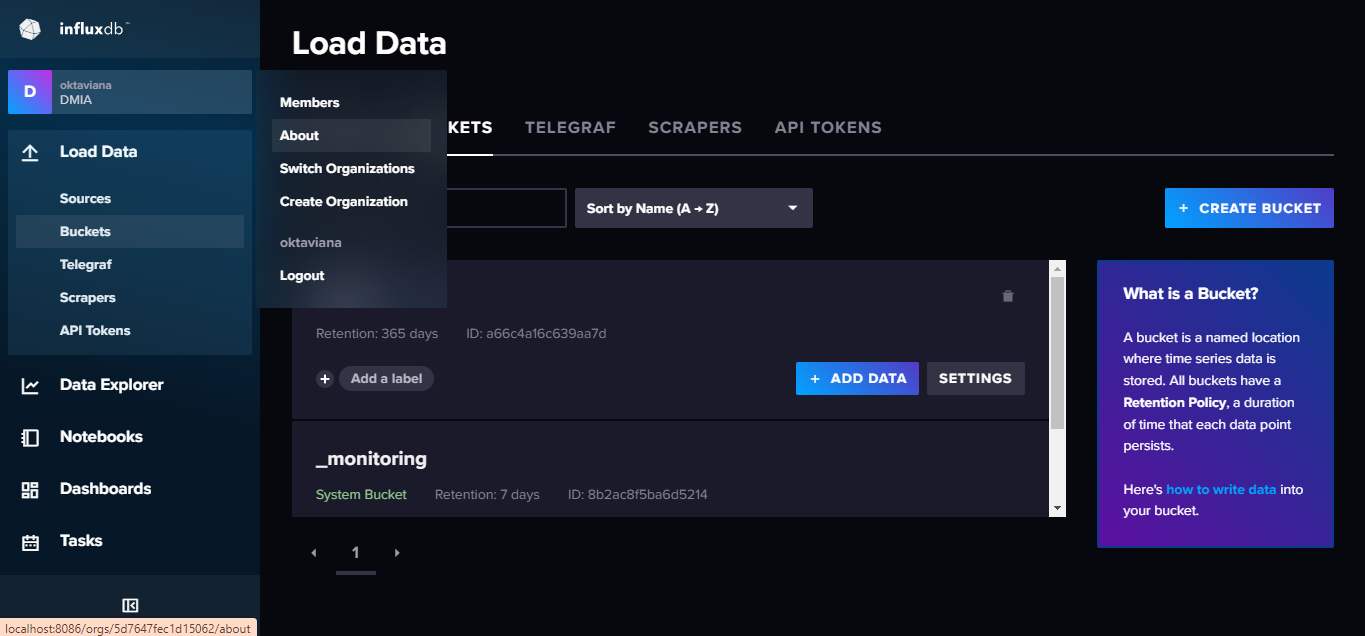 influxdb™
Load Data
D
oktaviana
DMIA
Load Data
Sources
Buckets
Telegraf
Scrapers
API Tokens
Data Explorer
Notebooks
Dashboards
Tasks
localhost:8086/orgs/5d7647fec1d15062/about
Members
About
Switch Organizations
Create Organization
oktaviana
Logout
KETS
TELEGRAF
SCRAPERS
API TOKENS
Sort by Name (A → Z)
+ CREATE BUCKET
Retention: 365 days
ID: a66c4a16c639aa7d
+ Add a label
+ ADD DATA
SETTINGS
_monitoring
System Bucket
Retention: 7 days
ID: 8b2ac8f5ba6d5214
1
What is a Bucket?
A bucket is a named location
where time series data is
stored. All buckets have a
Retention Policy, a duration
of time that each data point
persists.
Here's how to write data into
your bucket.